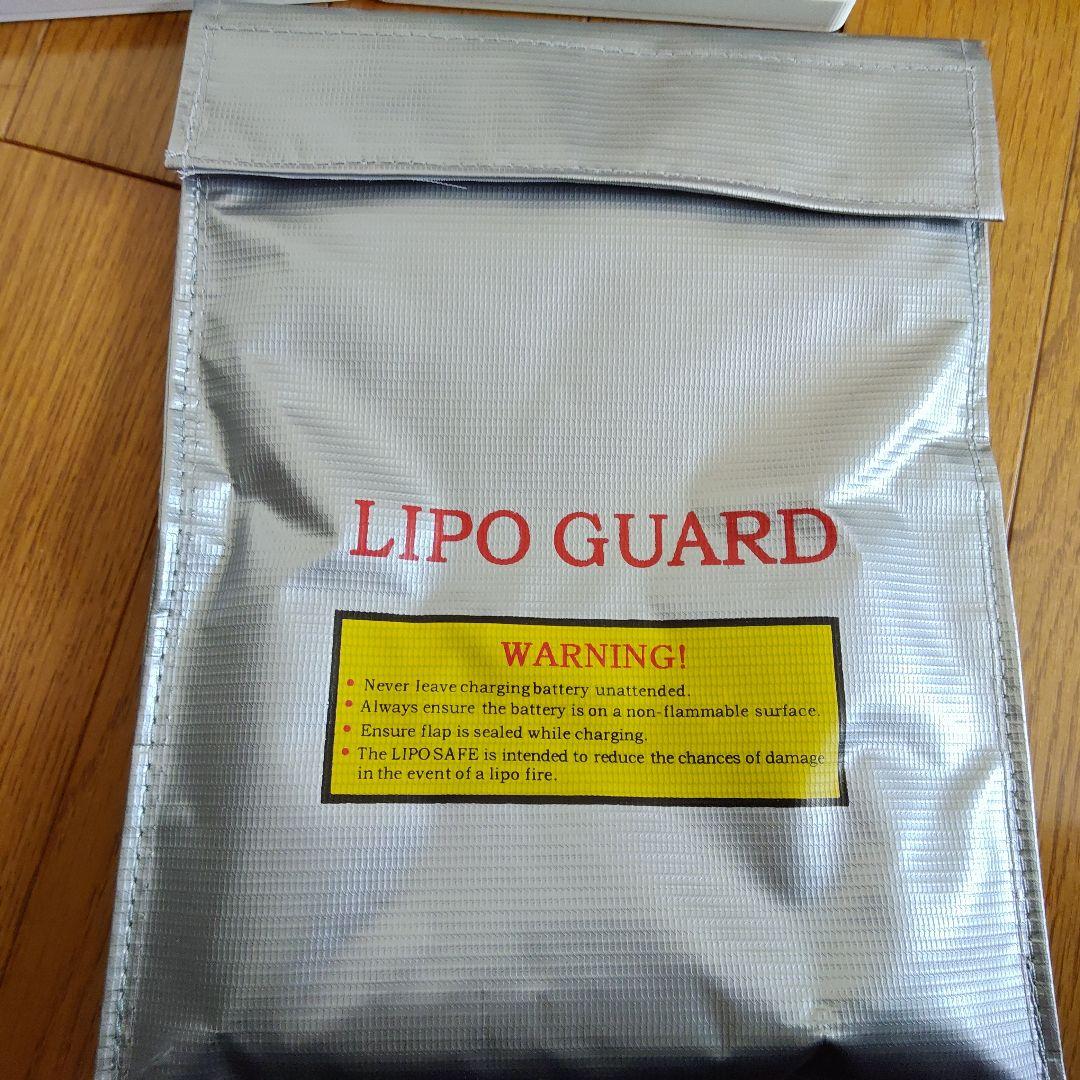 LIPO GUARD
WARNING!
• Never leave charging battery unattended.
• Always ensure the battery is on a non-flammable surface.
• Ensure flap is sealed while charging.
• The LIPO SAFE is intended to reduce the chances of damage
in the event of a lipo fire.